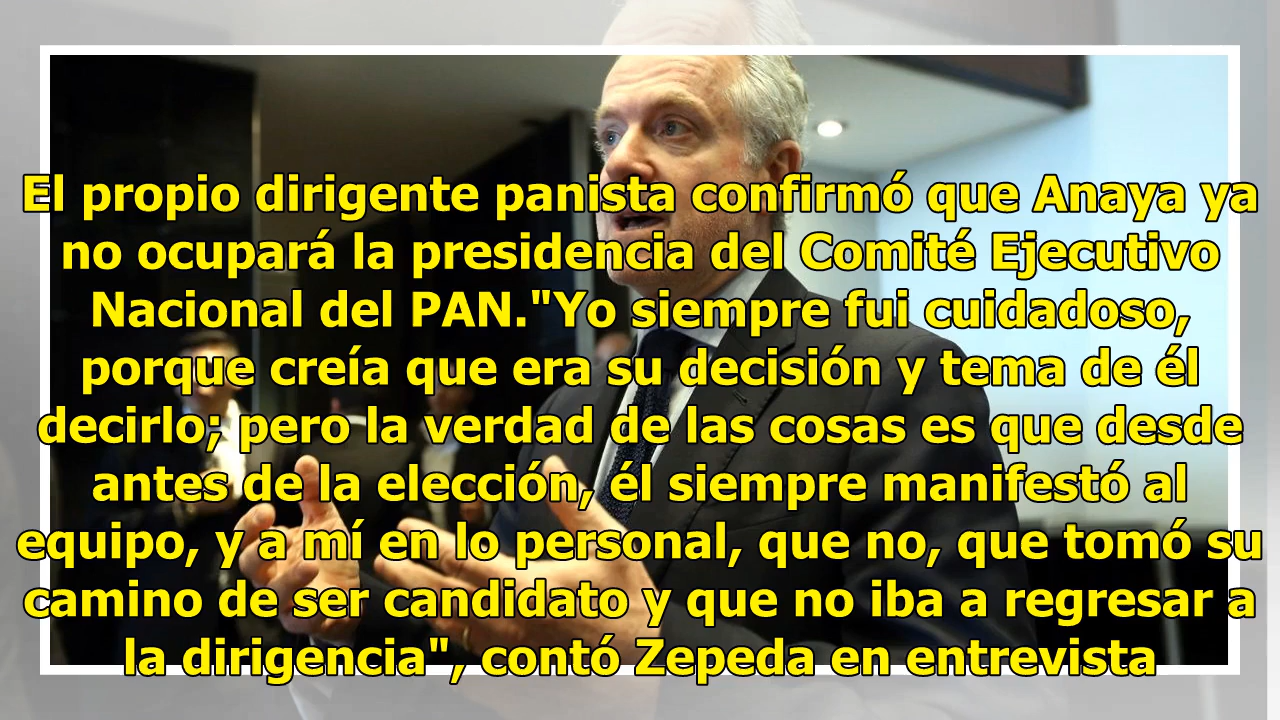 El propio dirigente panista confirmó que Anaya ya
no ocupará la presidencia del Comité Ejecutivo
Nacional del PAN."Yo siempre fui cuidadoso,
porque creía que era su decisión y tema de él
decirlo; pero la verdad de las cosas es que desde
antes de la elección, él siempre manifestó al
equipo, y a mí en lo personal, que no, que tomó su
camino de ser candidato y que no iba a regresar a
la dirigencia", contó Zepeda en entrevista